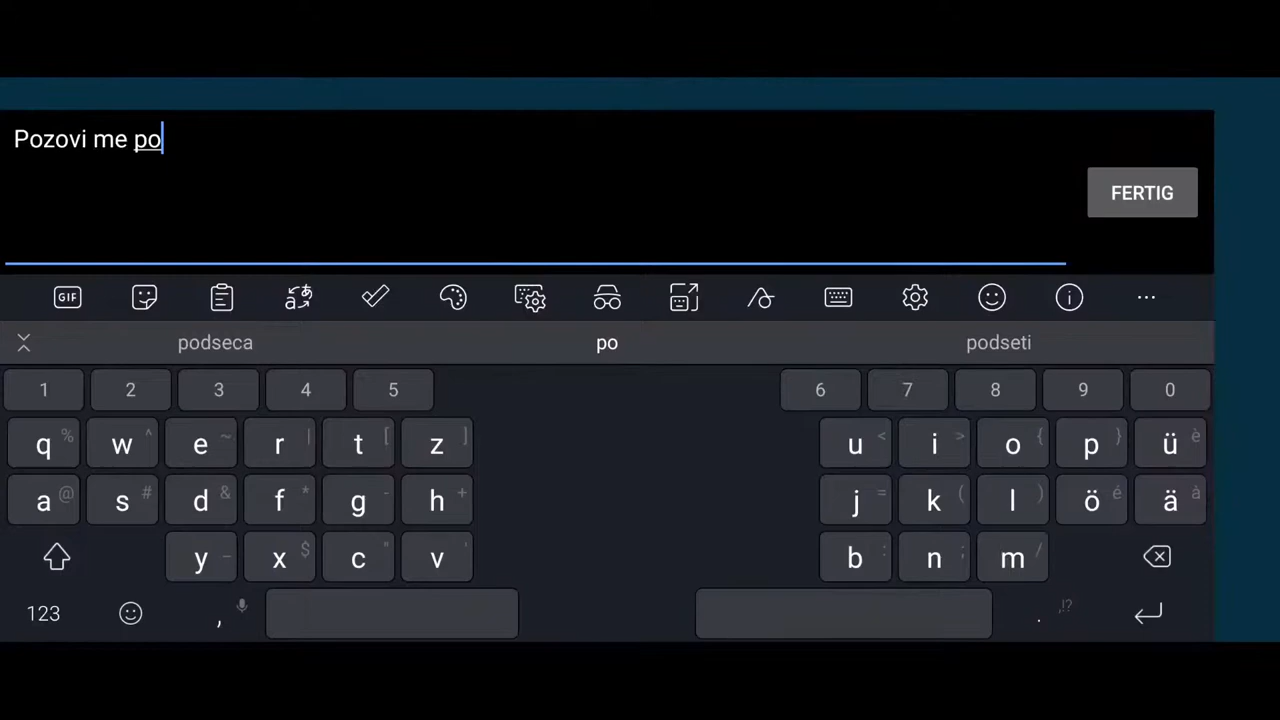 Pozovi me po
FERTIG
GIF
podseca po podseti
1 2 3 4 5 6 7 8 9 0
q % w ^ e ~ r | t [ z ] u < i > o { p } ü è
a @ s # d & f * g - h + j = k ( l ) ö é ä à
y _ x $ c " v ' b : n ; m /
123 , . ,!?